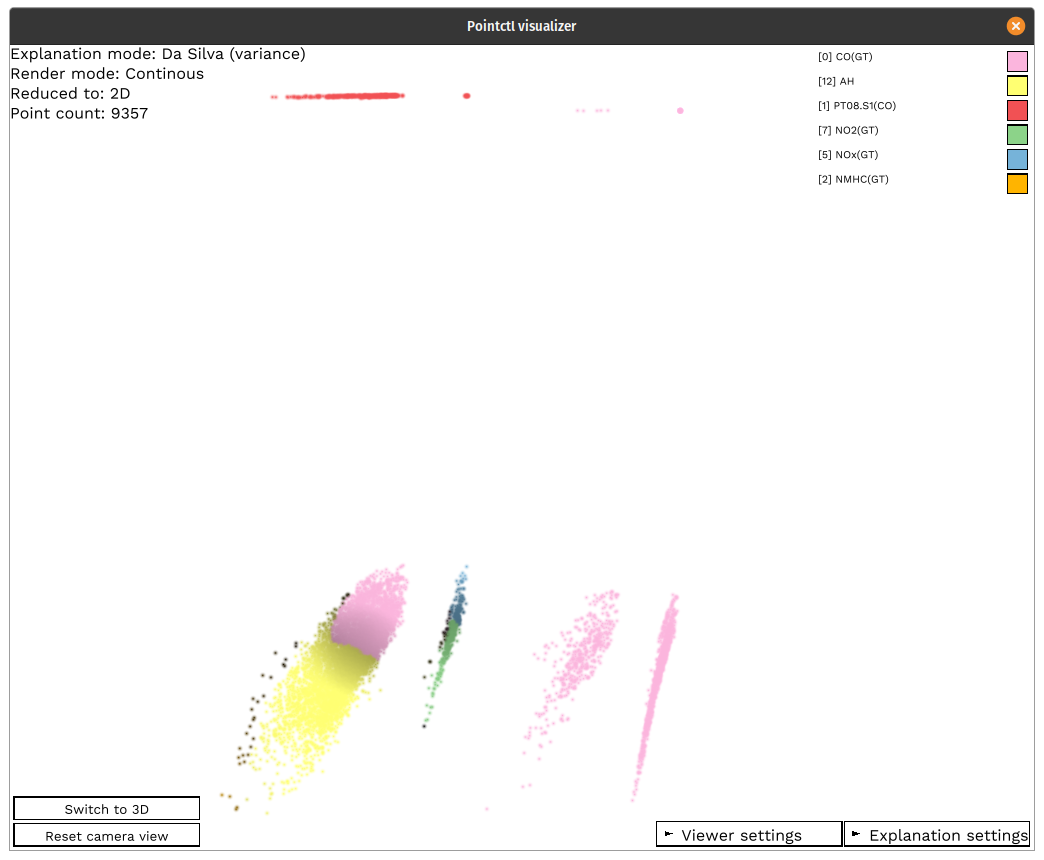 Pointctl visualizer
Explanation mode: Da Silva (variance)
Render mode: Continous
Reduced to: 2D
Point count: 9357
[0] CO(GT)
[12] AH
[1] PT08.S1(CO)
[7] NO2(GT)
[5] NOx(GT)
[2] NMHC(GT)
Switch to 3D
Reset camera view
Viewer settings
Explanation settings